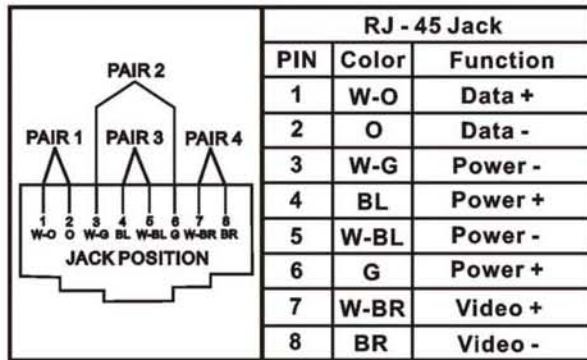 PAIR 2
PAIR 1 PAIR 3 PAIR 4
1 2 3 4 5 6 7 8
W-O O W-G BL W-BL G W-BR BR
JACK POSITION
RJ - 45 Jack
PIN Color Function
1 W-O Data +
2 O Data -
3 W-G Power -
4 BL Power +
5 W-BL Power -
6 G Power +
7 W-BR Video +
8 BR Video -